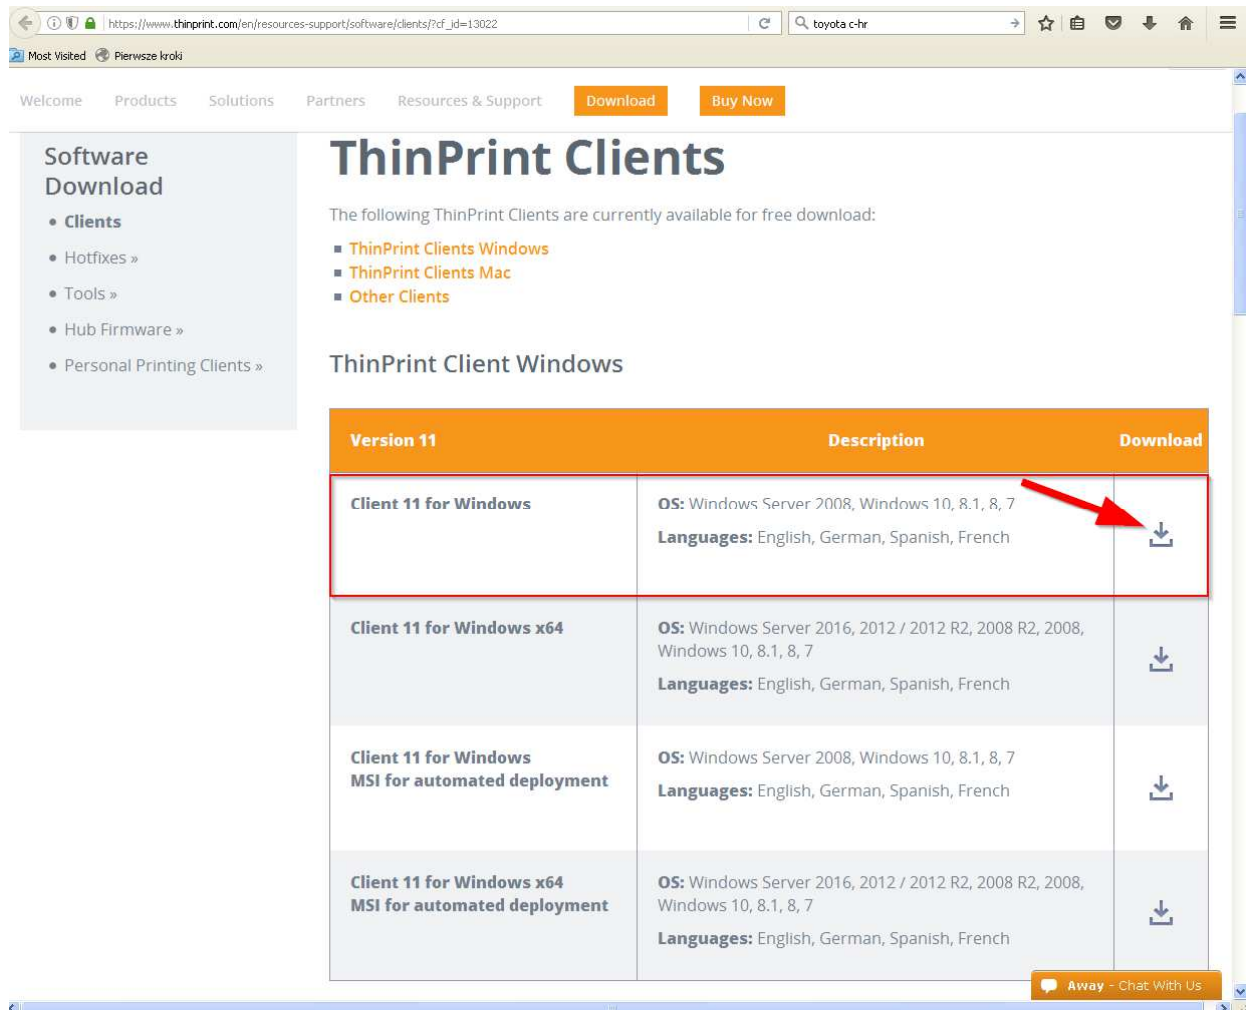 https://www.thinprint.com/en/resources-support/software/clients/?cf_id=13022
toyota c-hr
Most Visited Pierwsze kroki
Welcome Products Solutions Partners Resources & Support Download Buy Now
Software
Download
• Clients
• Hotfixes »
• Tools »
• Hub Firmware »
• Personal Printing Clients »
ThinPrint Clients
The following ThinPrint Clients are currently available for free download:
ThinPrint Clients Windows
ThinPrint Clients Mac
Other Clients
ThinPrint Client Windows
Version 11 Description Download
Client 11 for Windows
OS: Windows Server 2008, Windows 10, 8.1, 8, 7
Languages: English, German, Spanish, French
Client 11 for Windows x64
OS: Windows Server 2016, 2012 / 2012 R2, 2008 R2, 2008,
Windows 10, 8.1, 8, 7
Languages: English, German, Spanish, French
Client 11 for Windows
MSI for automated deployment
OS: Windows Server 2008, Windows 10, 8.1, 8, 7
Languages: English, German, Spanish, French
Client 11 for Windows x64
MSI for automated deployment
OS: Windows Server 2016, 2012 / 2012 R2, 2008 R2, 2008,
Windows 10, 8.1, 8, 7
Languages: English, German, Spanish, French
Away - Chat With Us